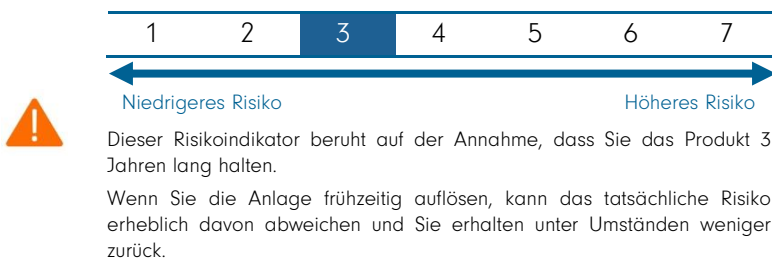 1 2 3 4 5 6 7
Niedrigeres Risiko Höheres Risiko
Dieser Risikoindikator beruht auf der Annahme, dass Sie das Produkt 3
Jahren lang halten.
Wenn Sie die Anlage frühzeitig auflösen, kann das tatsächliche Risiko
erheblich davon abweichen und Sie erhalten unter Umständen weniger
zurück.